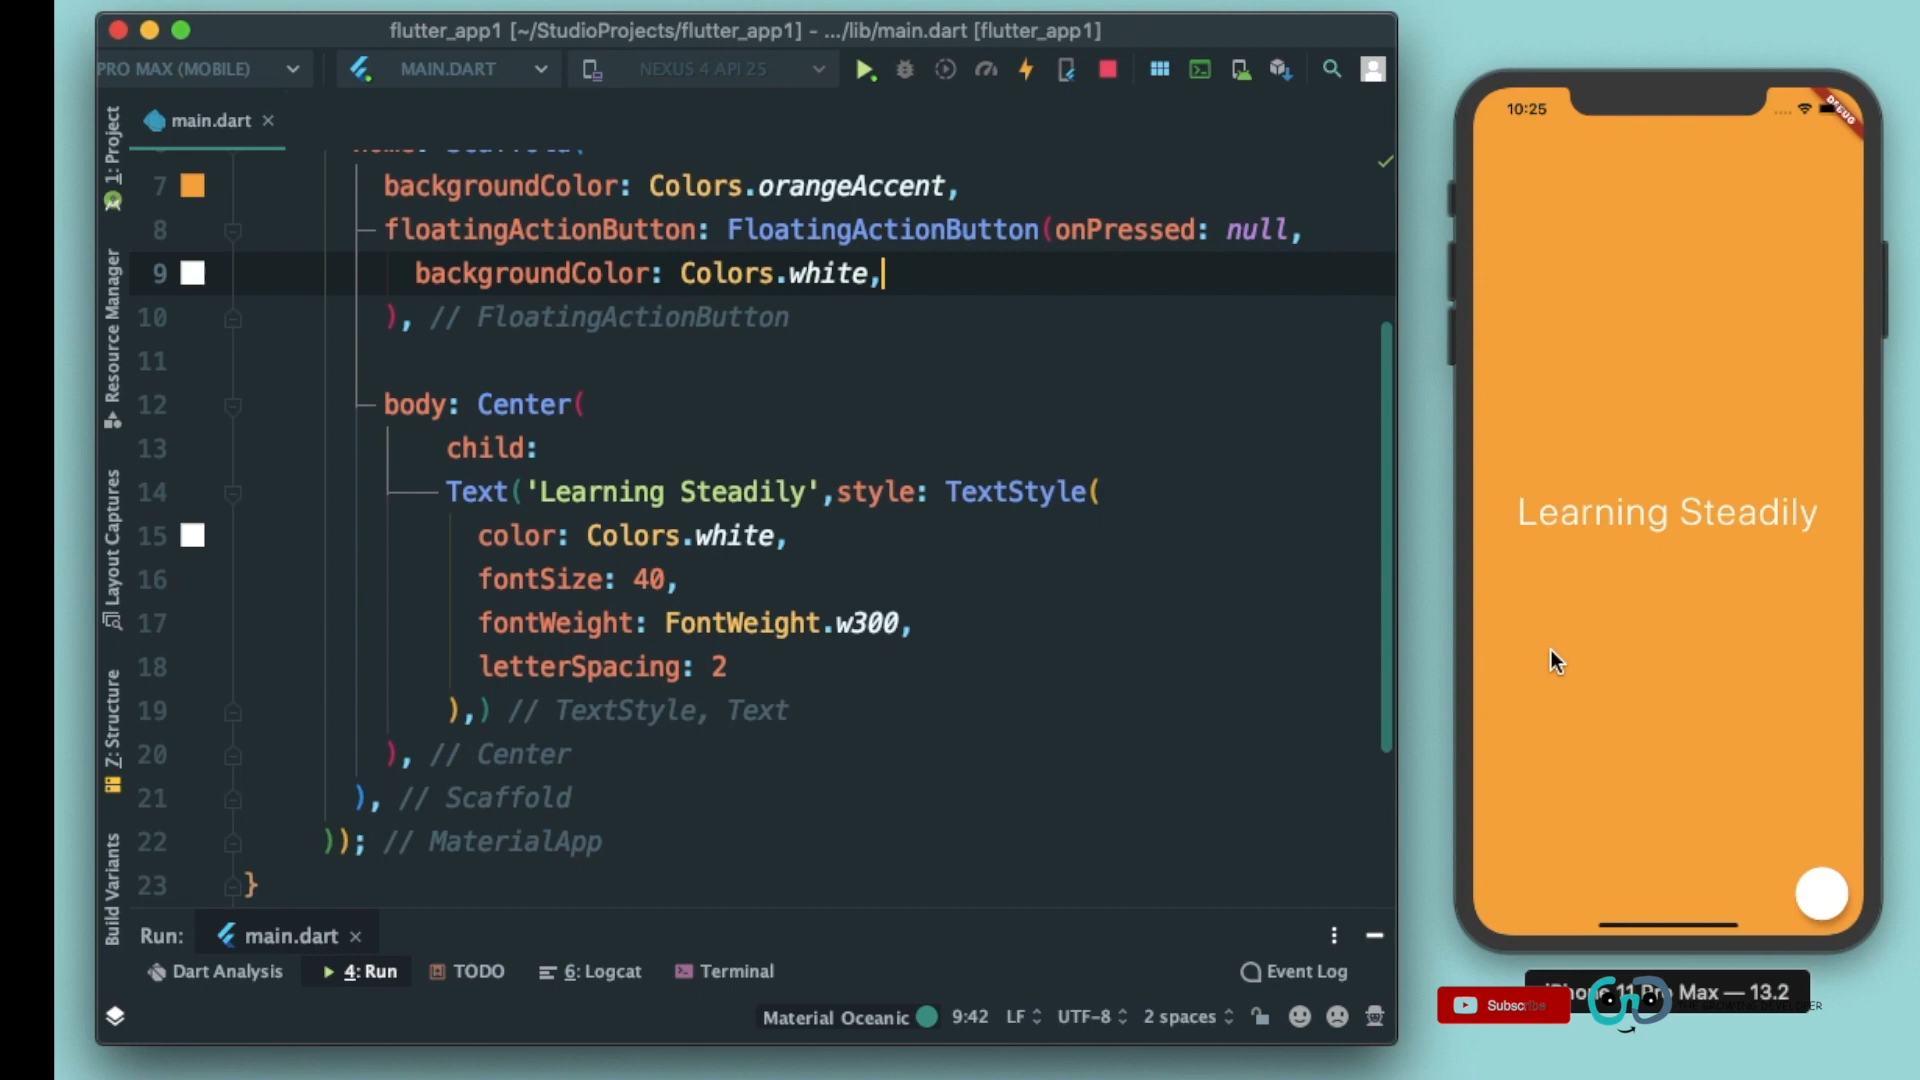 flutter_app1 [~/StudioProjects/flutter_app1] - .../lib/main.dart [flutter_app1]
PRO MAX (MOBILE)
MAIN.DART
NEXUS 4 API 25
main.dart
1: Project
Resource Manager
Layout Captures
Z: Structure
Build Variants
7 backgroundColor: Colors.orangeAccent,
8 floatingActionButton: FloatingActionButton(onPressed: null,
9 backgroundColor: Colors.white,
10 ), // FloatingActionButton
11
12 body: Center(
13 child:
14 Text('Learning Steadily',style: TextStyle(
15 color: Colors.white,
16 fontSize: 40,
17 fontWeight: FontWeight.w300,
18 letterSpacing: 2
19 ),) // TextStyle, Text
20 ), // Center
21 ), // Scaffold
22 )); // MaterialApp
23 }
Run: main.dart
Dart Analysis
4: Run
TODO
6: Logcat
Terminal
Event Log
Material Oceanic
9:42
LF
UTF-8
2 spaces
10:25
DEBUG
Learning Steadily
iPhone 11 Pro Max — 13.2
Subscribe